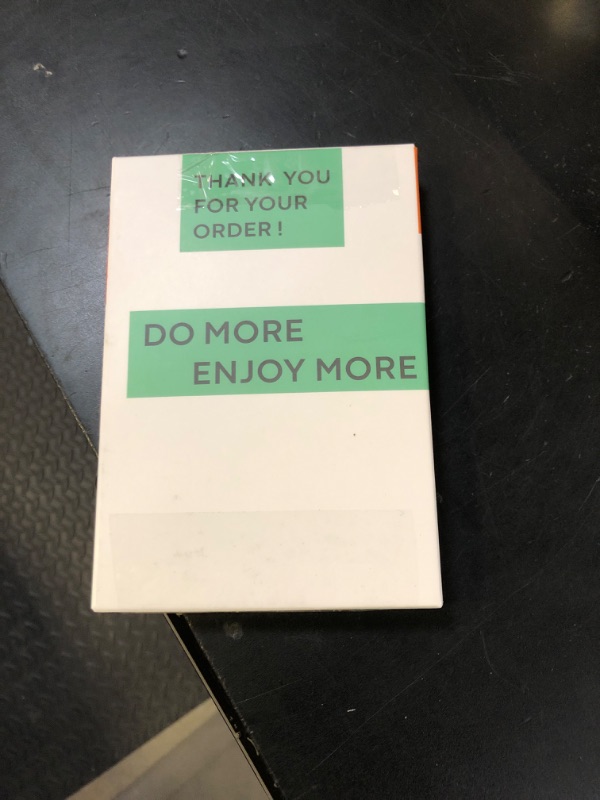 THANK YOU
FOR YOUR
ORDER !
DO MORE
ENJOY MORE